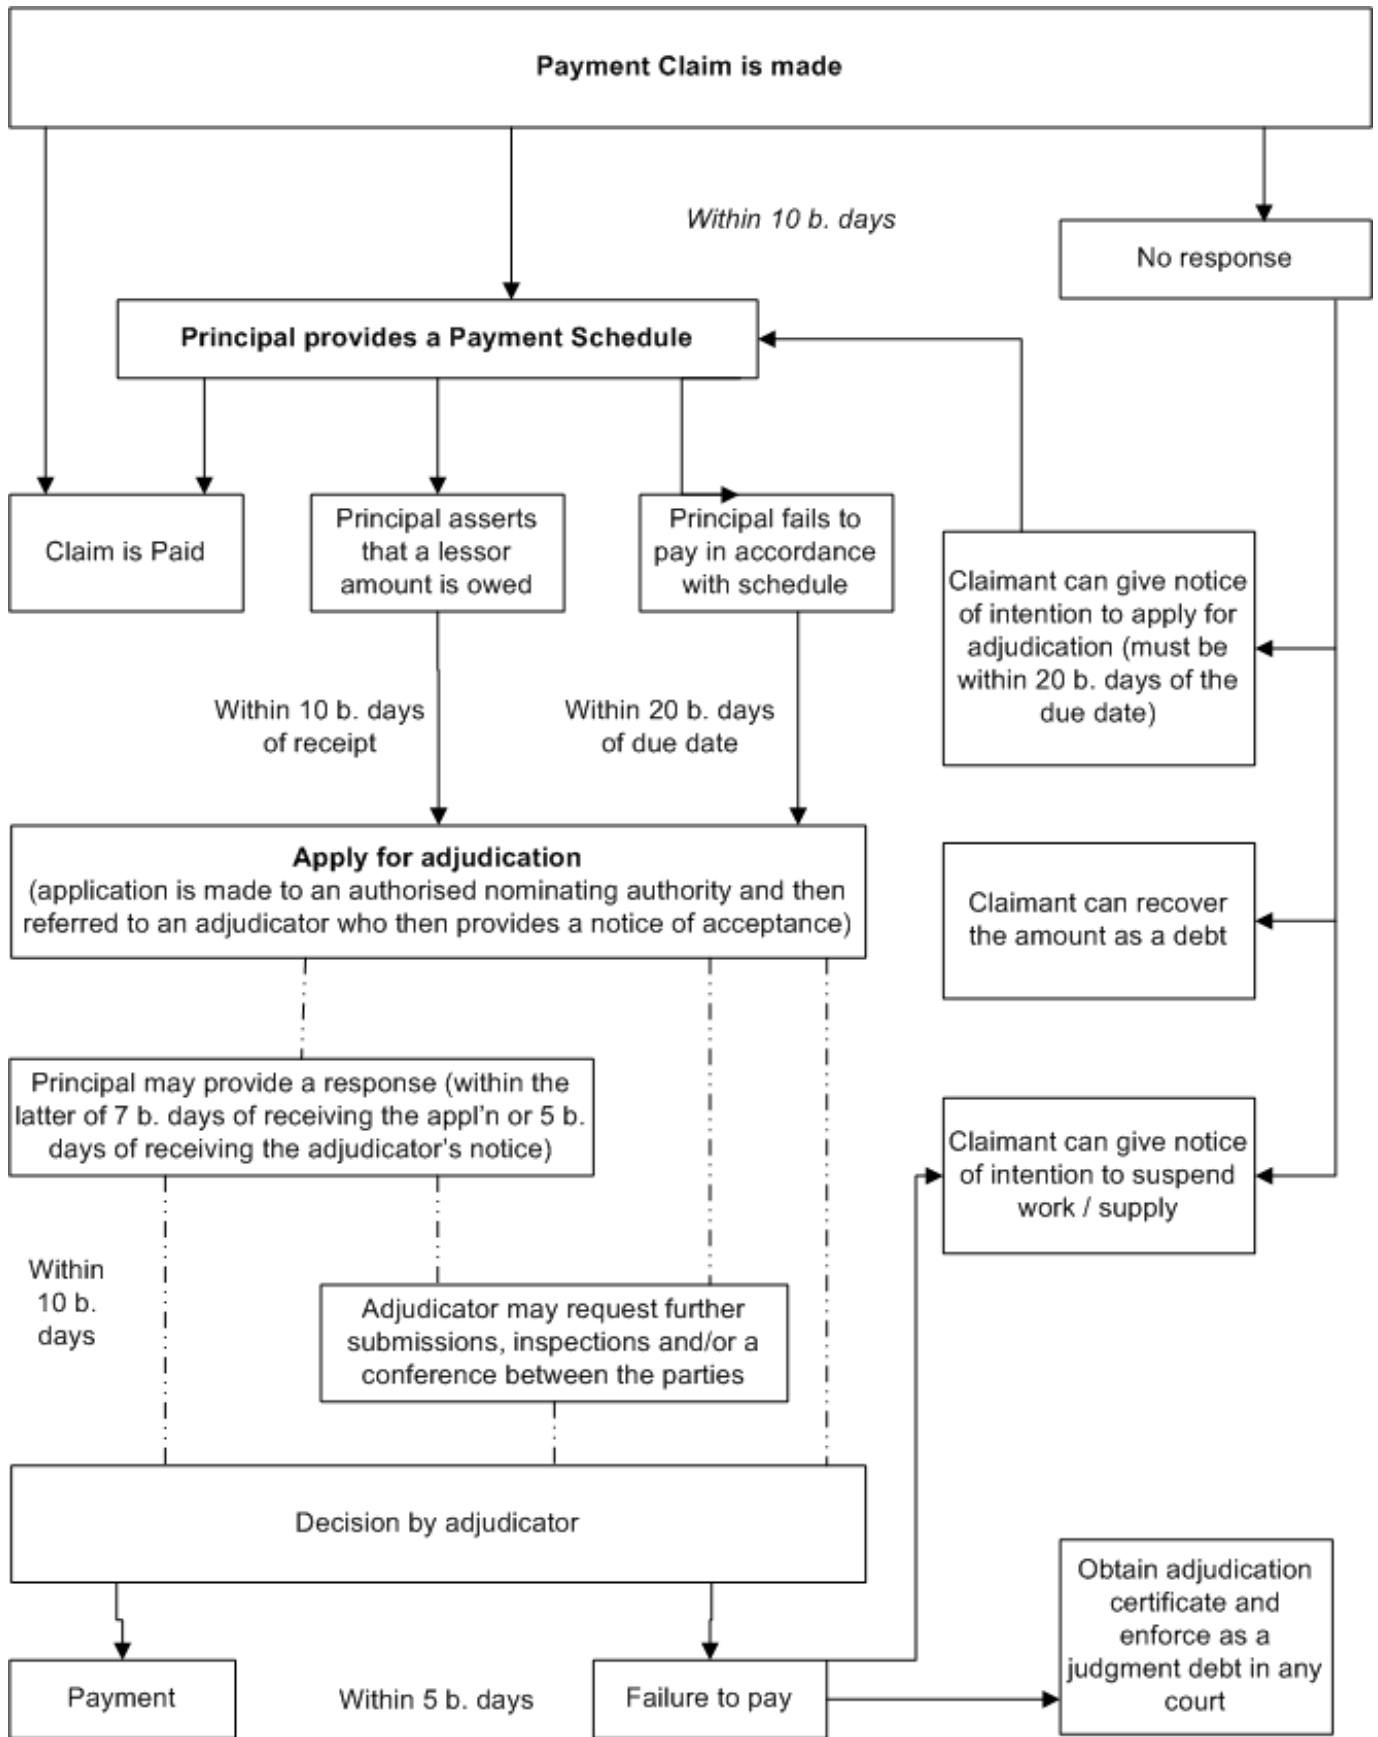 Payment Claim is made
Within 10 b. days
No response
Principal provides a Payment Schedule
Claim is Paid
Principal asserts
that a lessor
amount is owed
Principal fails to
pay in accordance
with schedule
Claimant can give notice
of intention to apply for
adjudication (must be
within 20 b. days of the
due date)
Within 10 b. days
of receipt
Within 20 b. days
of due date
Apply for adjudication
(application is made to an authorised nominating authority and then
referred to an adjudicator who then provides a notice of acceptance)
Claimant can recover
the amount as a debt
Principal may provide a response (within the
latter of 7 b. days of receiving the appl'n or 5 b.
days of receiving the adjudicator's notice)
Claimant can give notice
of intention to suspend
work / supply
Within
10 b.
days
Adjudicator may request further
submissions, inspections and/or a
conference between the parties
Decision by adjudicator
Obtain adjudication
certificate and
enforce as a
judgment debt in any
court
Payment
Within 5 b. days
Failure to pay